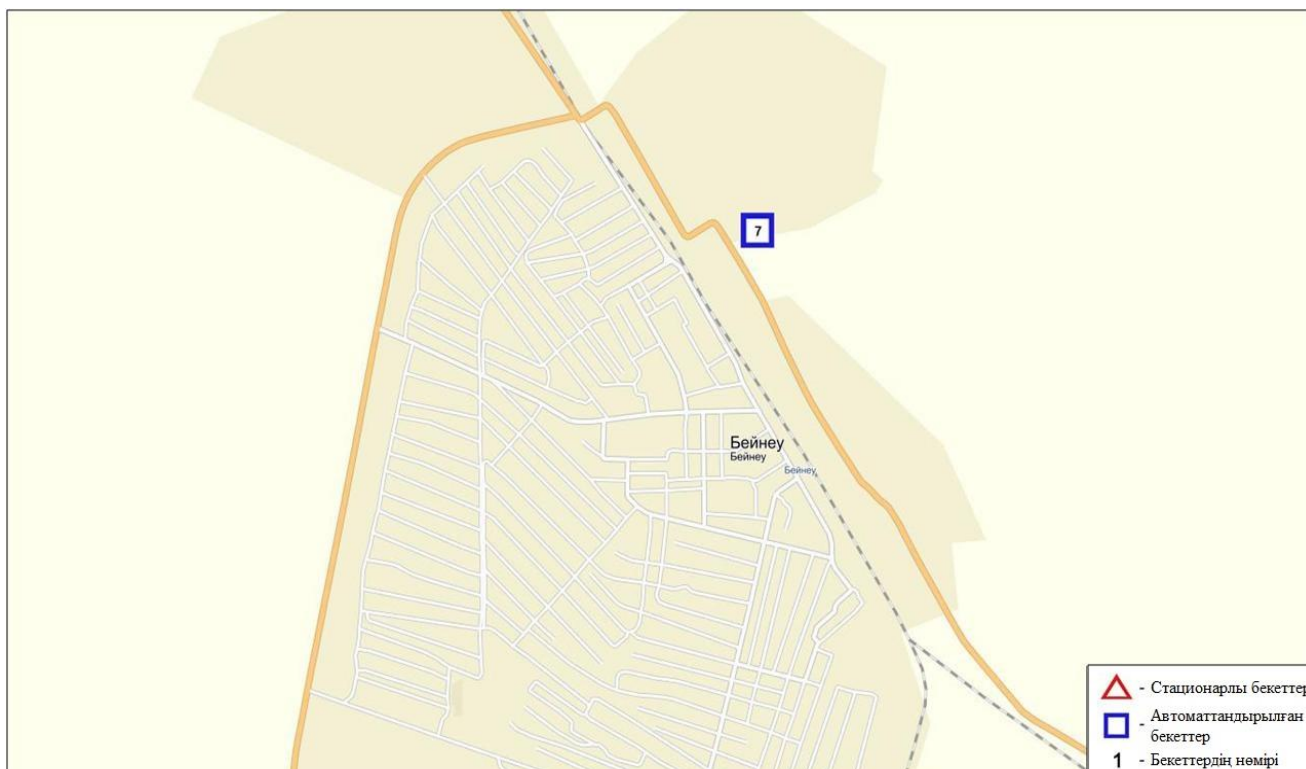 7
Бейнеу
Бейнеу
Бейнеу
- Стационарлы бекеттер
- Автоматтандырылған
бекеттер
1 - Бекеттердің нөмірі